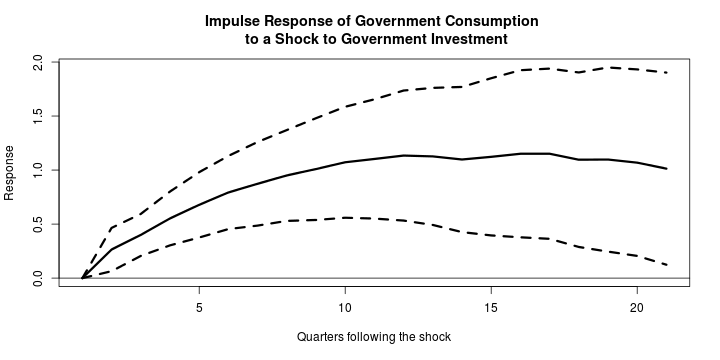 Impulse Response of Government Consumption
to a Shock to Government Investment
2.0
1.5
1.0
0.5
0.0
Response
5 10 15 20
Quarters following the shock